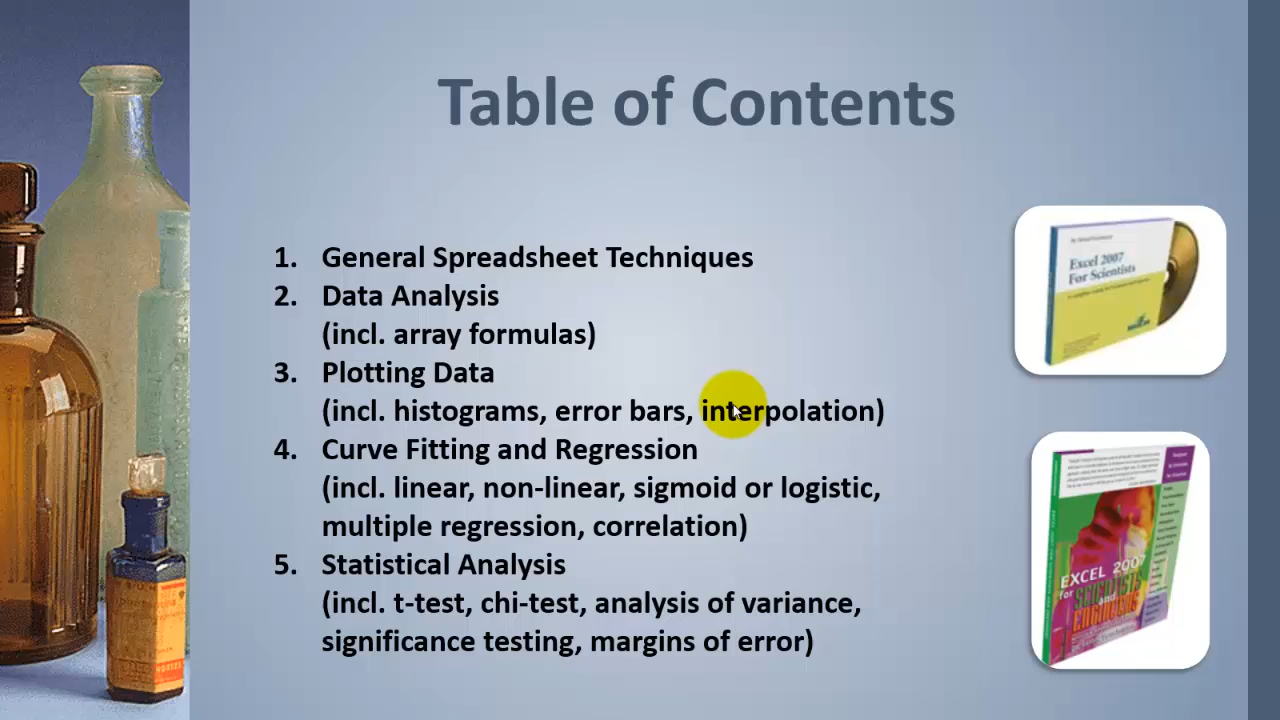 Table of Contents
1. General Spreadsheet Techniques
2. Data Analysis
(incl. array formulas)
3. Plotting Data
(incl. histograms, error bars, interpolation)
4. Curve Fitting and Regression
(incl. linear, non-linear, sigmoid or logistic,
multiple regression, correlation)
5. Statistical Analysis
(incl. t-test, chi-test, analysis of variance,
significance testing, margins of error)
Excel 2007
For Scientists
EXCEL 2007
for SCIENTISTS
and
ENGINEERS